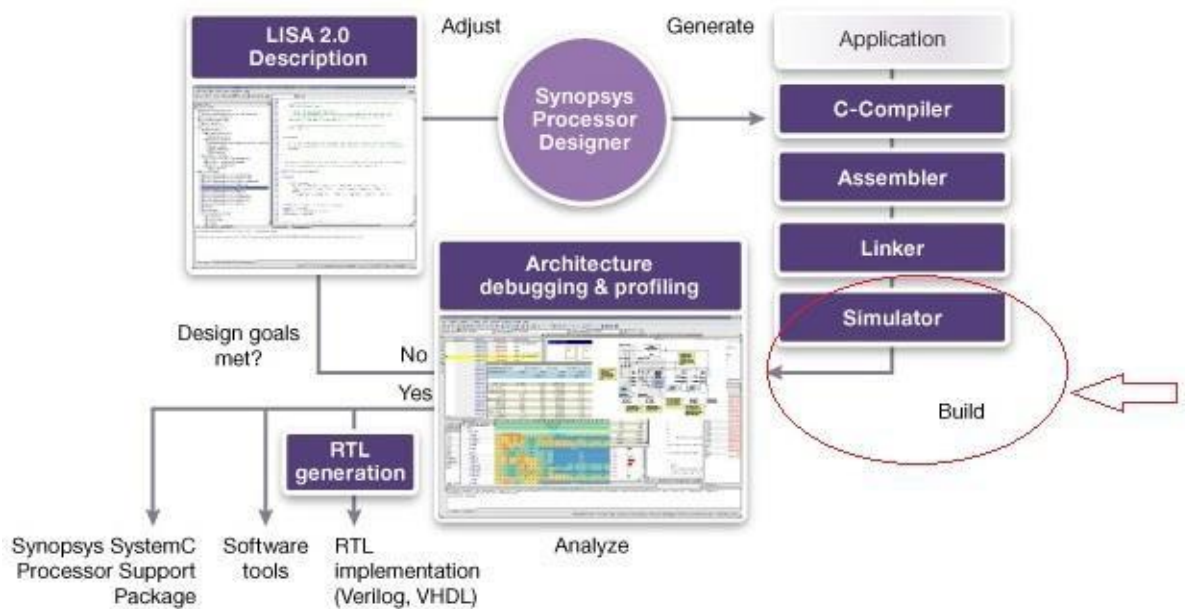 LISA 2.0
Description
Adjust
Synopsys
Processor
Designer
Generate
Application
C-Compiler
Assembler
Linker
Simulator
Build
Architecture
debugging & profiling
Analyze
Design goals
met?
No
Yes
RTL
generation
Synopsys SystemC
Processor Support
Package
Software
tools
RTL
implementation
(Verilog, VHDL)